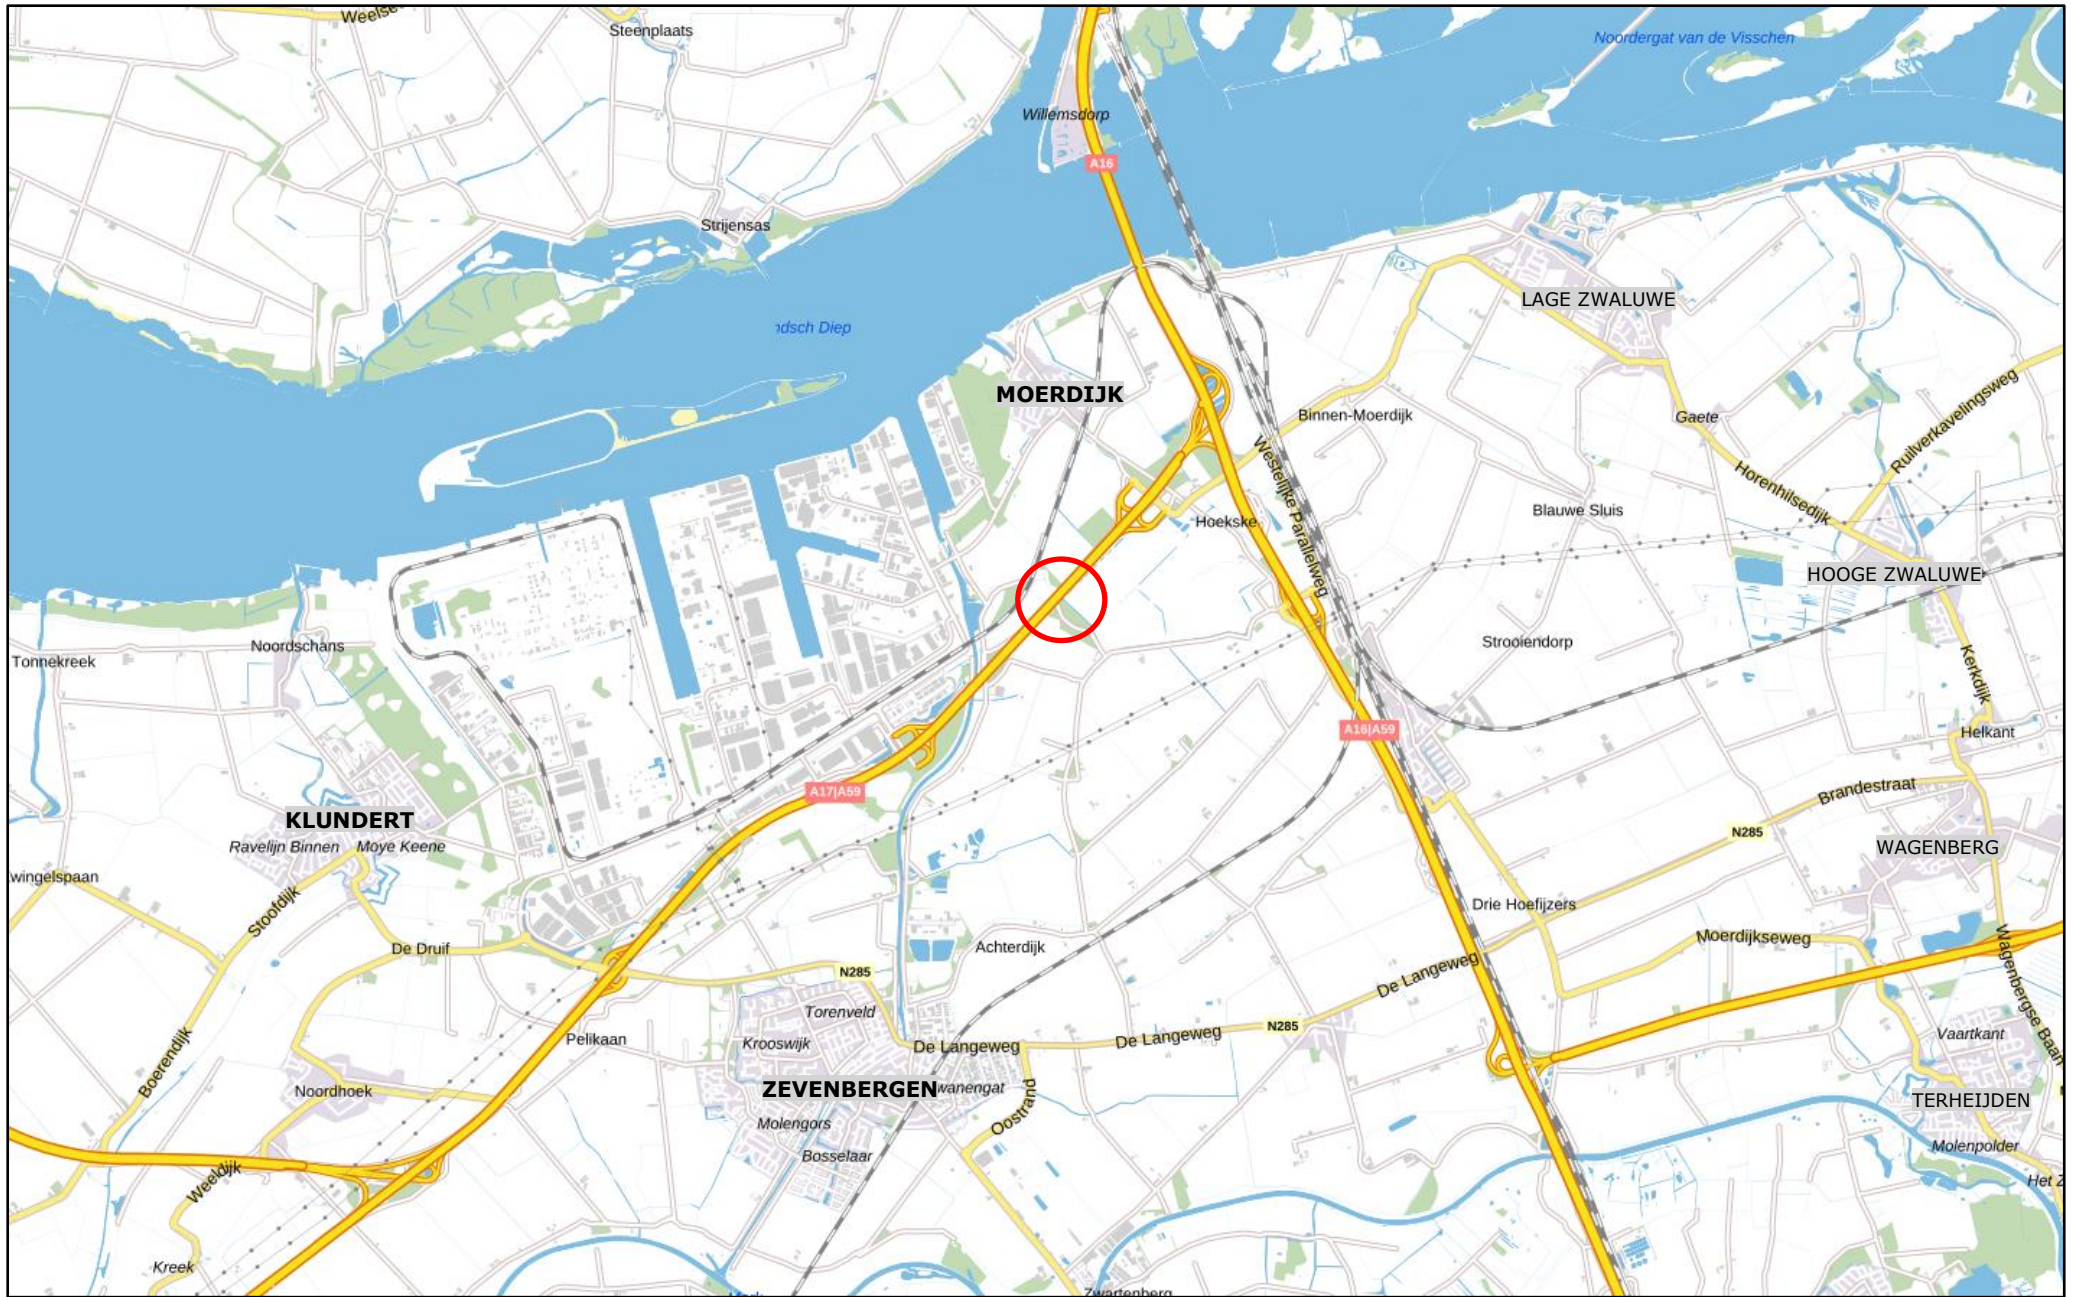 Steenplaats
Noordergat van de Visschen
Willemsdorp
A16
Strijensas
LAGE ZWALUWE
ndsch Diep
MOERDIJK
Binnen-Moerdijk
Gaete
Ruilverkavelingsweg
Westelijke Parallelweg
Horenhilsedijk
Hoekske
Blauwe Sluis
HOOGE ZWALUWE
Noordschans
Strooiendorp
Tonnekreek
Kerkdijk
A16|A59
Helkant
A17|A59
Brandestraat
KLUNDERT
N285
Ravelijn Binnen
Moye Keene
WAGENBERG
wingelspaan
Stoofdijk
Drie Hoefijzers
Moerdijkseweg
De Druif
Achterdijk
De Langeweg
N285
Wagenbergse Baan
Torenveld
De Langeweg
De Langeweg
N285
Vaartkant
Pelikaan
Krooswijk
Boerendijk
Noordhoek
ZEVENBERGEN
wanengat
Oostrand
TERHEIJDEN
Molengors
Molenpolder
Bosselaar
Weeldijk
Het Z
Kreek
Zwartenberg